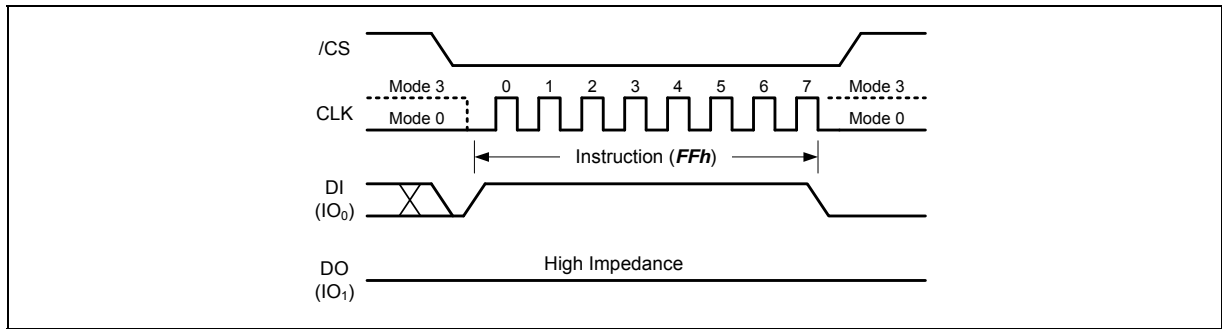 /CS
Mode 3 0 1 2 3 4 5 6 7 Mode 3
CLK
Mode 0 Mode 0
Instruction (FFh)
DI
(IO₀)
High Impedance
DO
(IO₁)